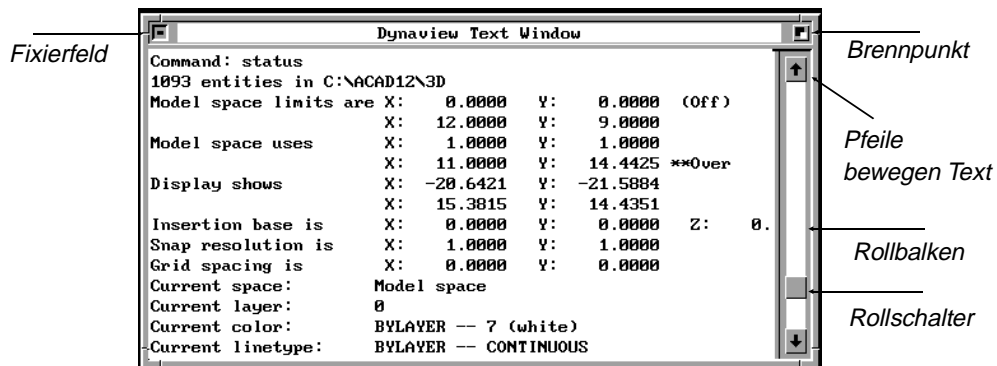 Dynaview Text Window
Fixierfeld
Brennpunkt
Command: status
1093 entities in C:\ACAD12\3D
Model space limits are X: 0.0000 Y: 0.0000 (Off)
X: 12.0000 Y: 9.0000
Model space uses X: 1.0000 Y: 1.0000
X: 11.0000 Y: 14.4425 **Over
Display shows X: -20.6421 Y: -21.5884
X: 15.3815 Y: 14.4351
Insertion base is X: 0.0000 Y: 0.0000 Z: 0.
Snap resolution is X: 1.0000 Y: 1.0000
Grid spacing is X: 0.0000 Y: 0.0000
Current space: Model space
Current layer: 0
Current color: BYLAYER -- 7 (white)
Current linetype: BYLAYER -- CONTINUOUS
Pfeile
bewegen Text
Rollbalken
Rollschalter